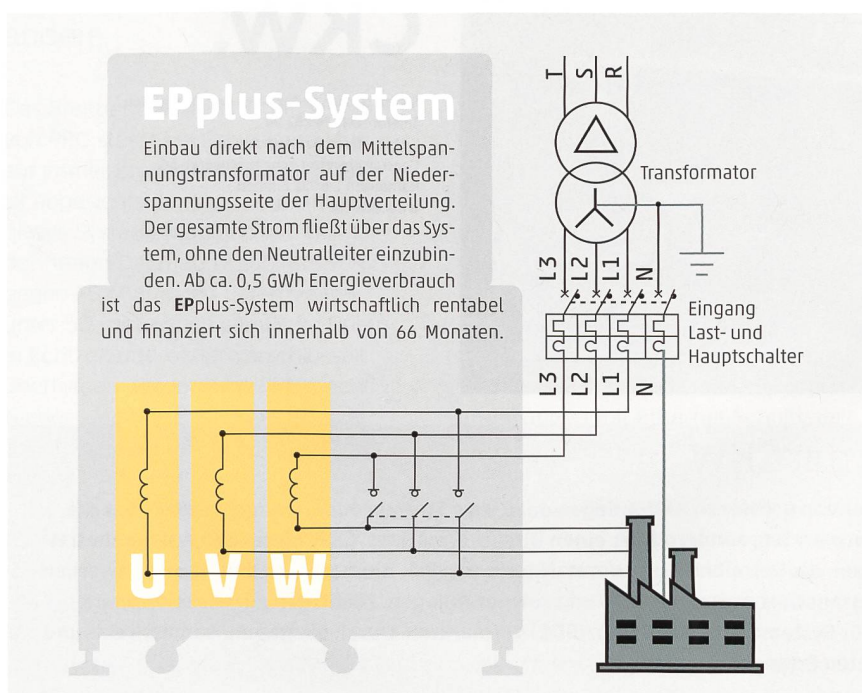 EPplus-System
Einbau direkt nach dem Mittelspan-
nungstransformator auf der Nieder-
spannungsseite der Hauptverteilung.
Der gesamte Strom fließt über das Sys-
tem, ohne den Neutralleiter einzubin-
den. Ab ca. 0,5 GWh Energieverbrauch
ist das EPplus-System wirtschaftlich rentabel
und finanziert sich innerhalb von 66 Monaten.
T S R
Transformator
L3 L2 L1 N
Eingang
Last- und
Hauptschalter
L3 L2 L1 N
U V W